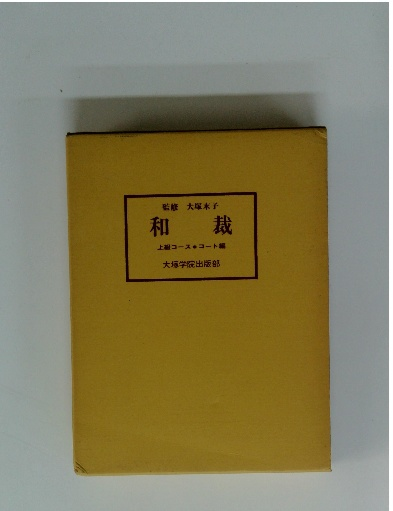 監修 大塚末子
和裁
上級コース●コート編
大塚学院出版部